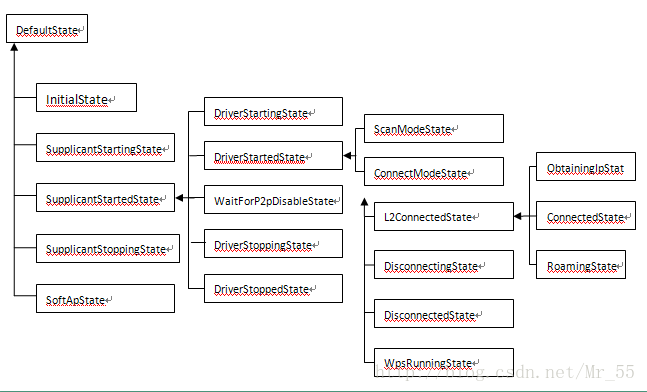 DefaultState
InitialState
SupplicantStartingState
SupplicantStartedState
SupplicantStoppingState
SoftApState
DriverStartingState
DriverStartedState
WaitForP2pDisableState
DriverStoppingState
DriverStoppedState
ScanModeState
ConnectModeState
L2ConnectedState
DisconnectingState
DisconnectedState
WpsRunningState
ObtainingIpStat
ConnectedState
RoamingState
http://blog.csdn.net/Mr_55